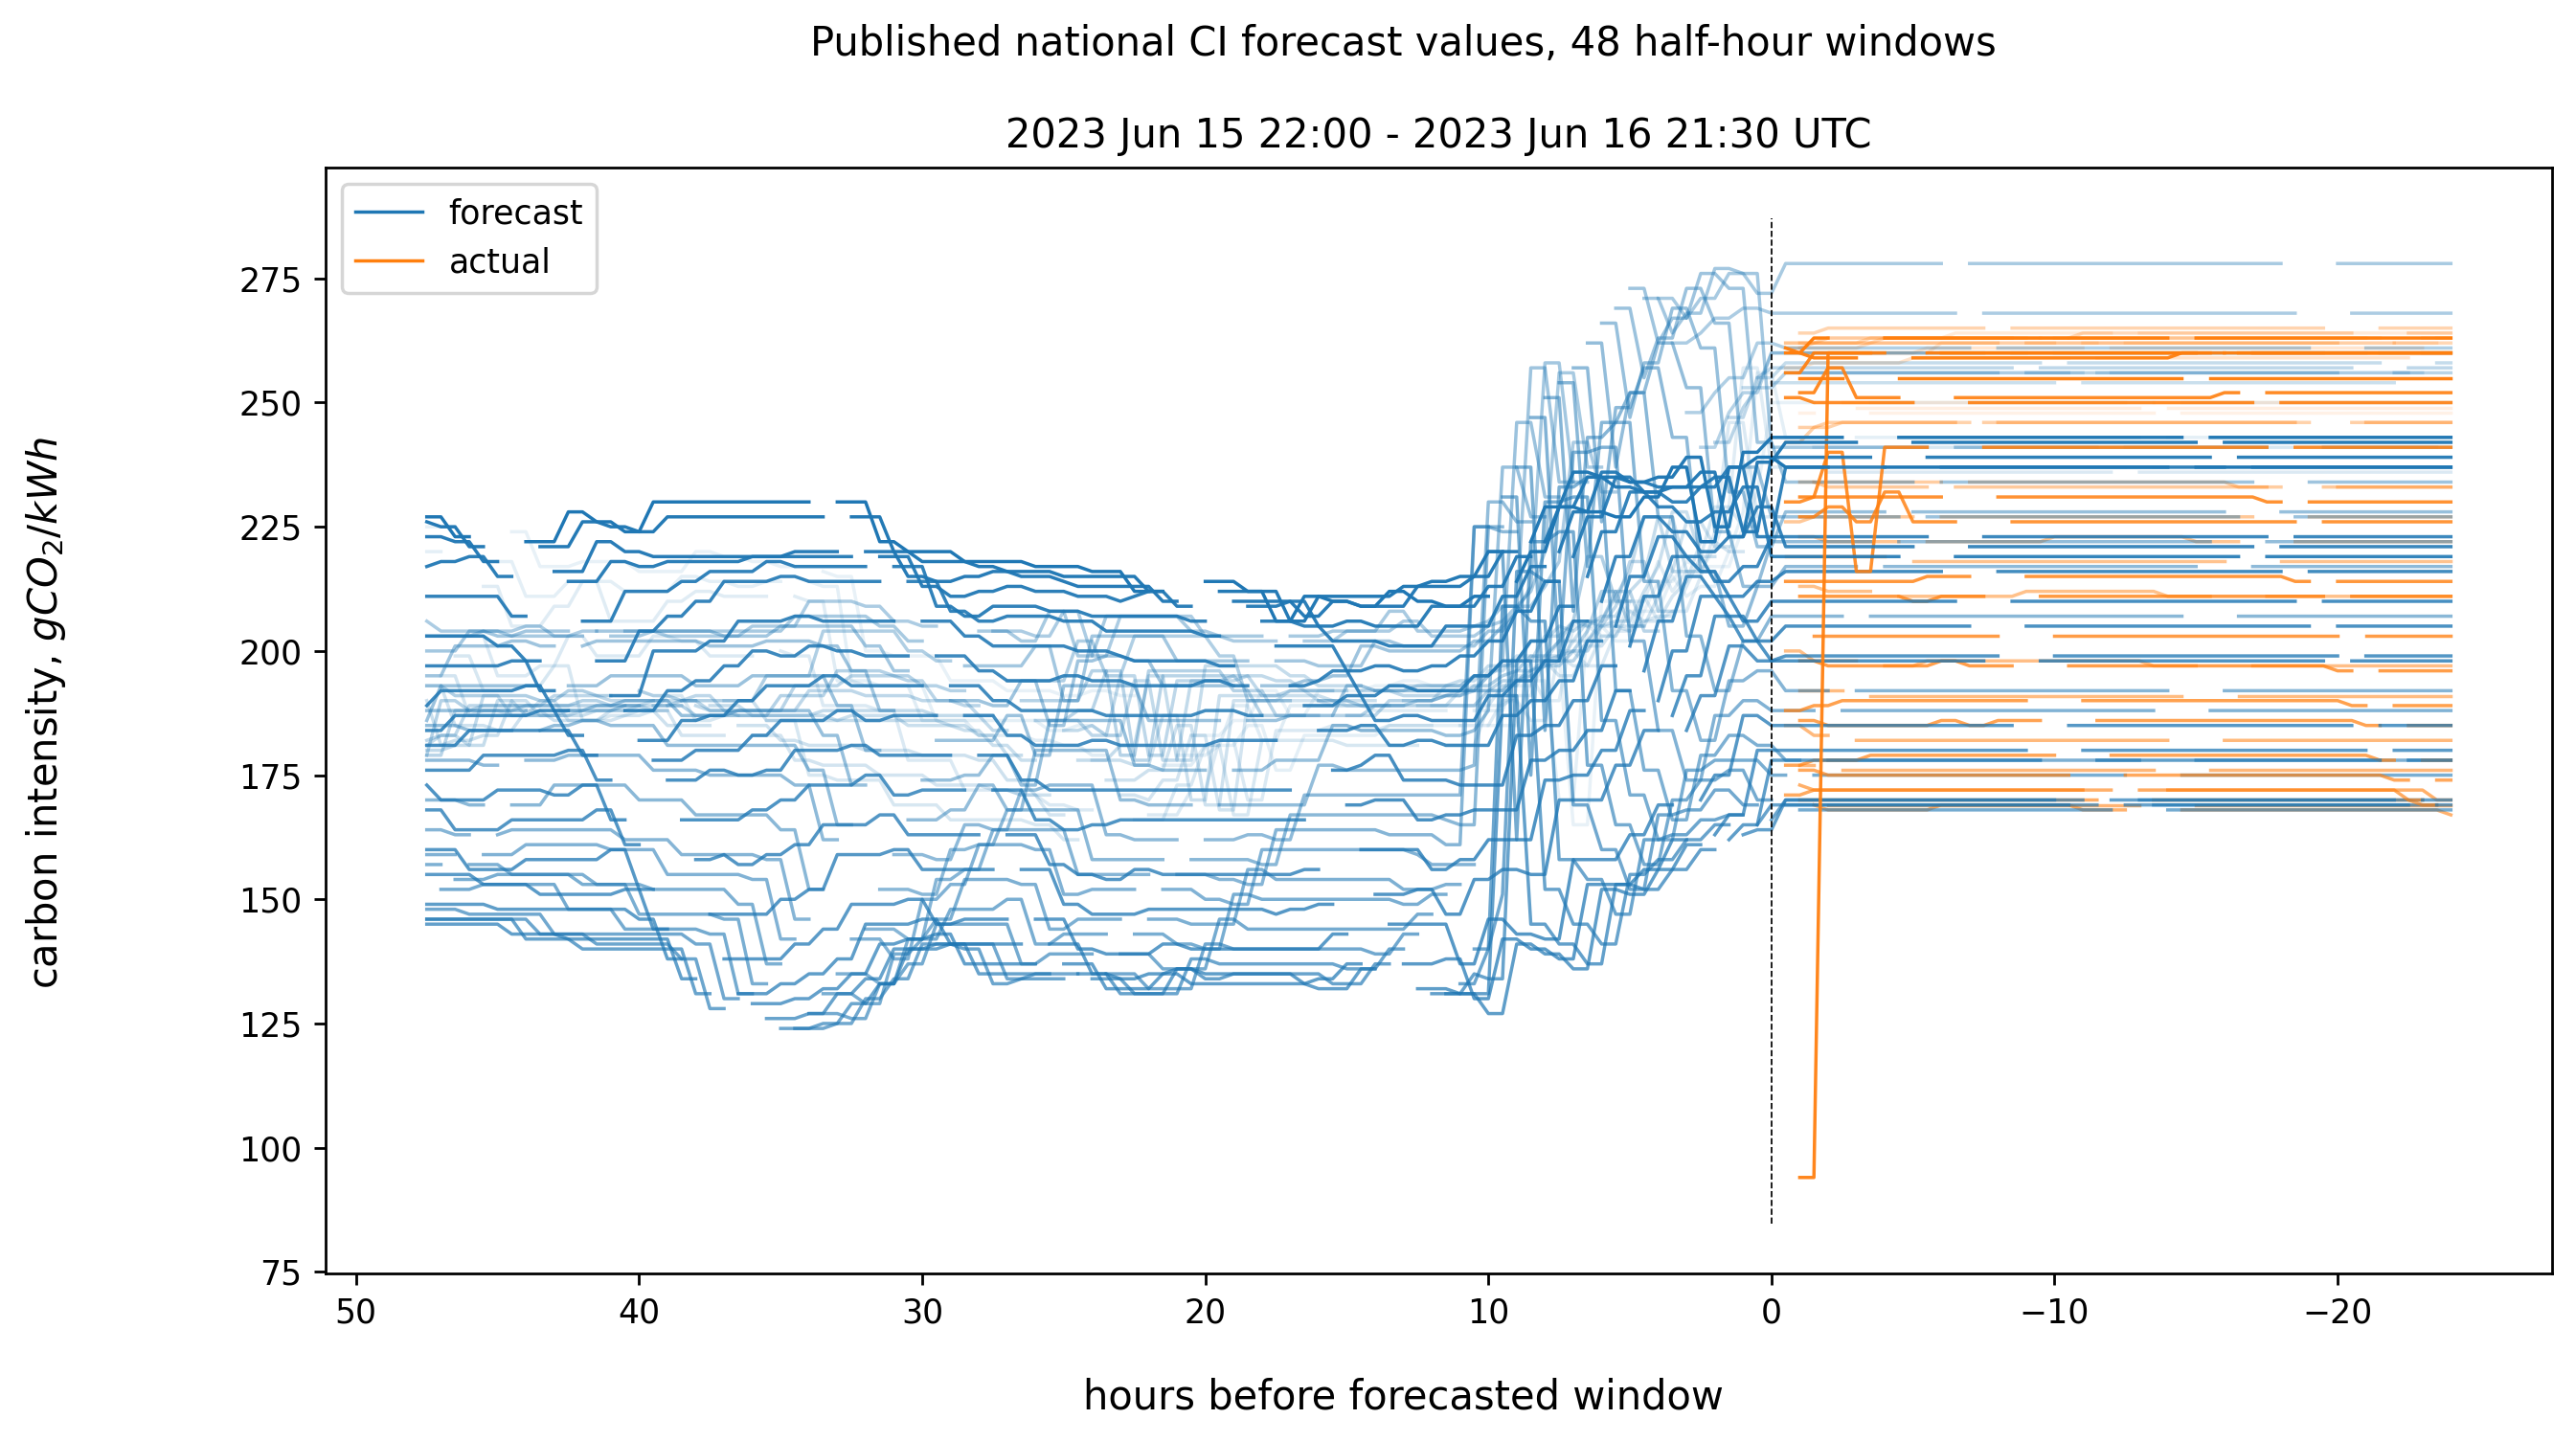 Published national CI forecast values, 48 half-hour windows
2023 Jun 15 22:00 - 2023 Jun 16 21:30 UTC
forecast
actual
carbon intensity, gCO₂/kWh
275
250
225
200
175
150
125
100
75
50 40 30 20 10 0 −10 −20
hours before forecasted window